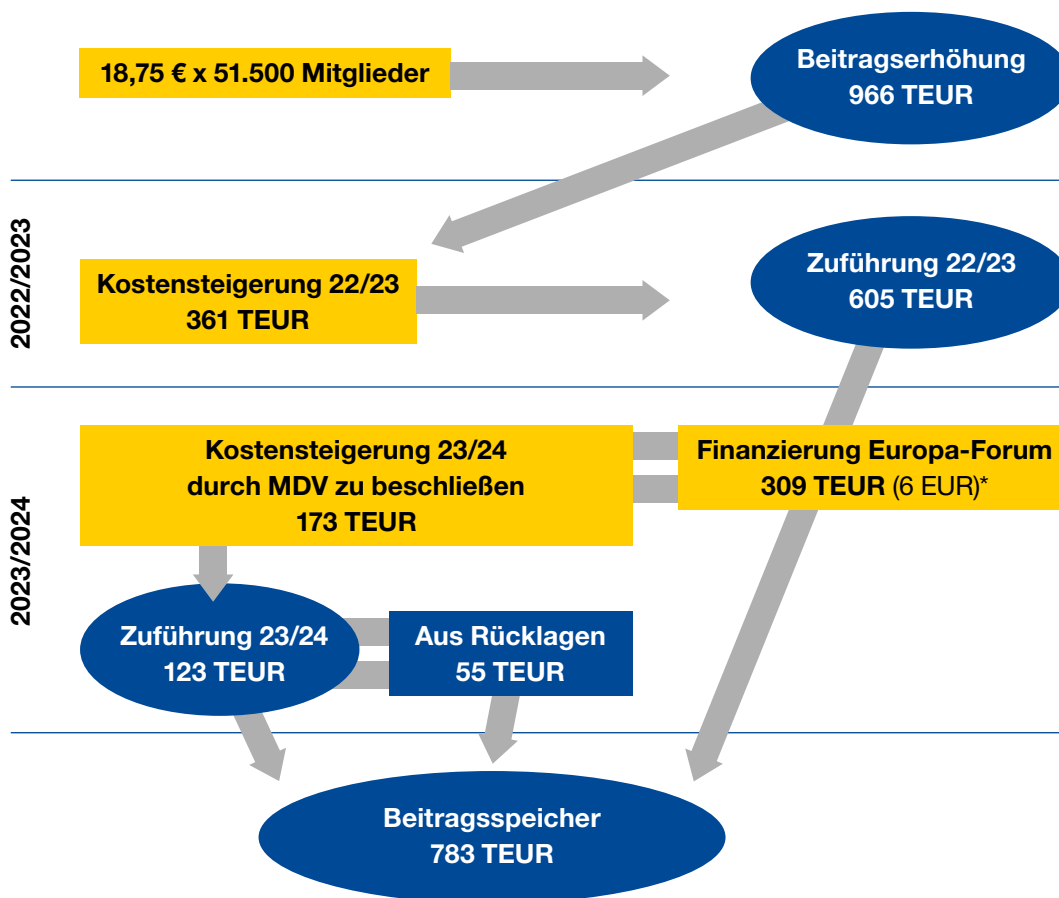 18,75 € x 51.500 Mitglieder
Beitragserhöhung
966 TEUR
2022/2023
Kostensteigerung 22/23
361 TEUR
Zuführung 22/23
605 TEUR
2023/2024
Kostensteigerung 23/24
durch MDV zu beschließen
173 TEUR
Finanzierung Europa-Forum
309 TEUR (6 EUR)*
Zuführung 23/24
123 TEUR
Aus Rücklagen
55 TEUR
Beitragsspeicher
783 TEUR